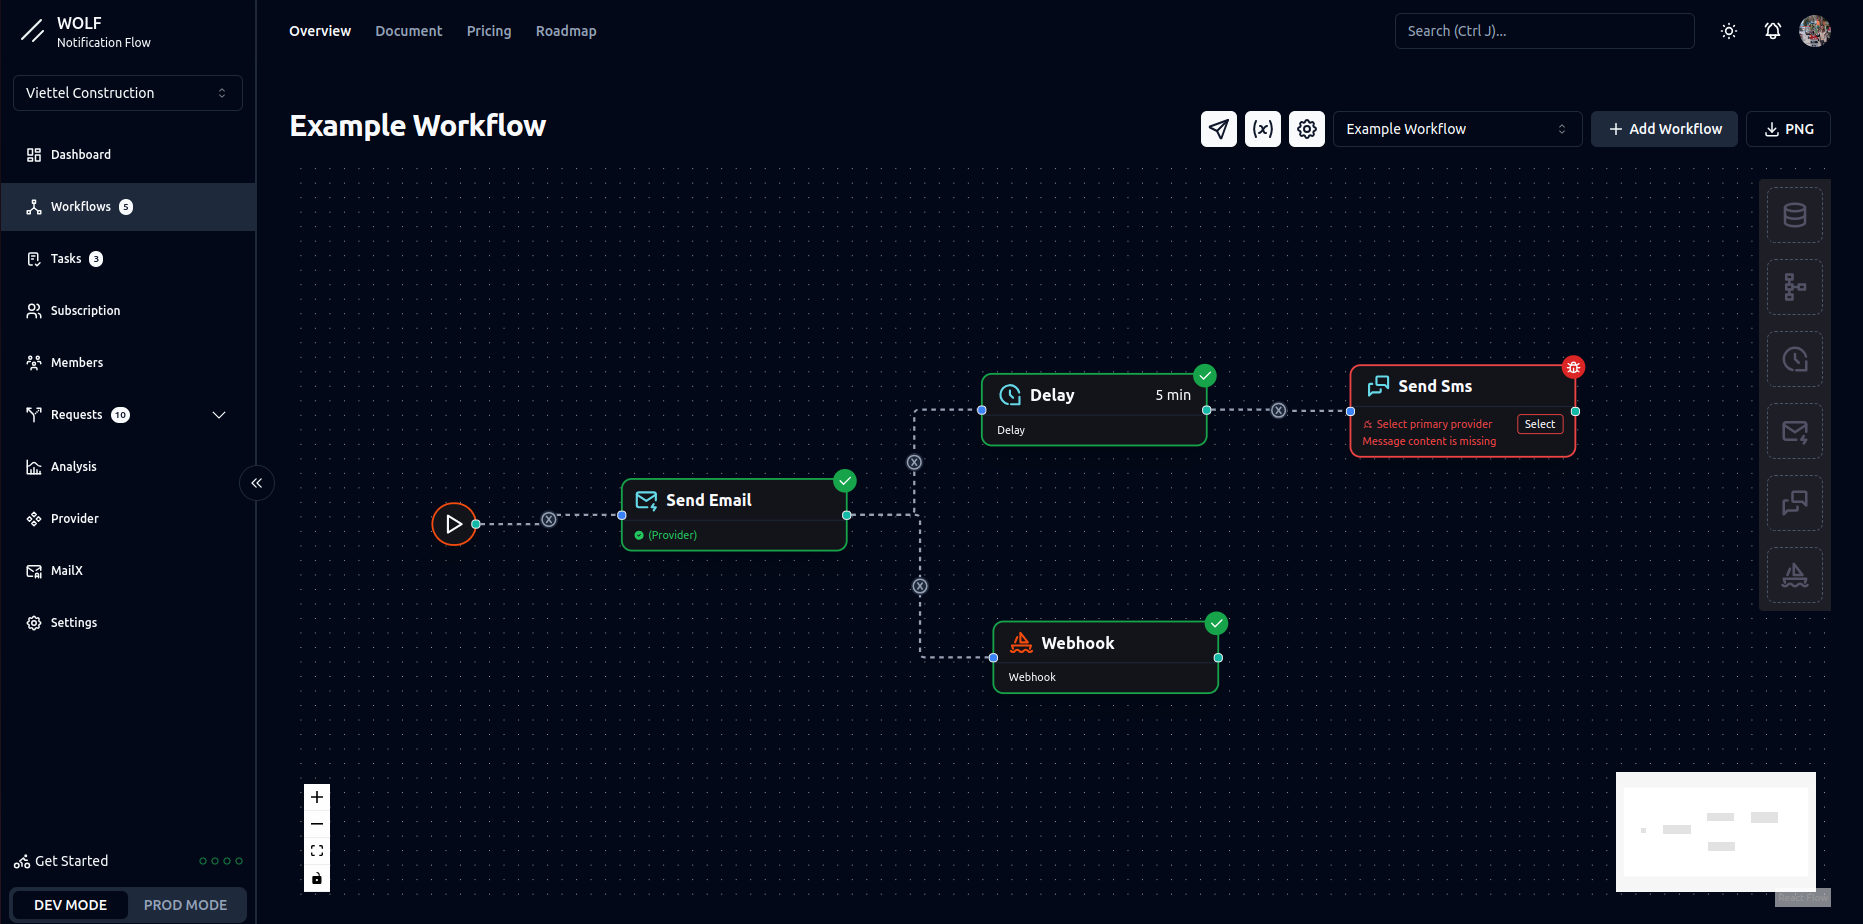 WOLF
Notification Flow
Viettel Construction
Dashboard
Workflows 5
Tasks 3
Subscription
Members
Requests 10
Analysis
Provider
MailX
Settings
Get Started
DEV MODE PROD MODE
Overview Document Pricing Roadmap
Search (Ctrl J)...
Example Workflow
(x) Example Workflow + Add Workflow PNG
Delay 5 min
Delay
Send Sms
Select primary provider Select
Message content is missing
Send Email
(Provider)
Webhook
Webhook
React Flow